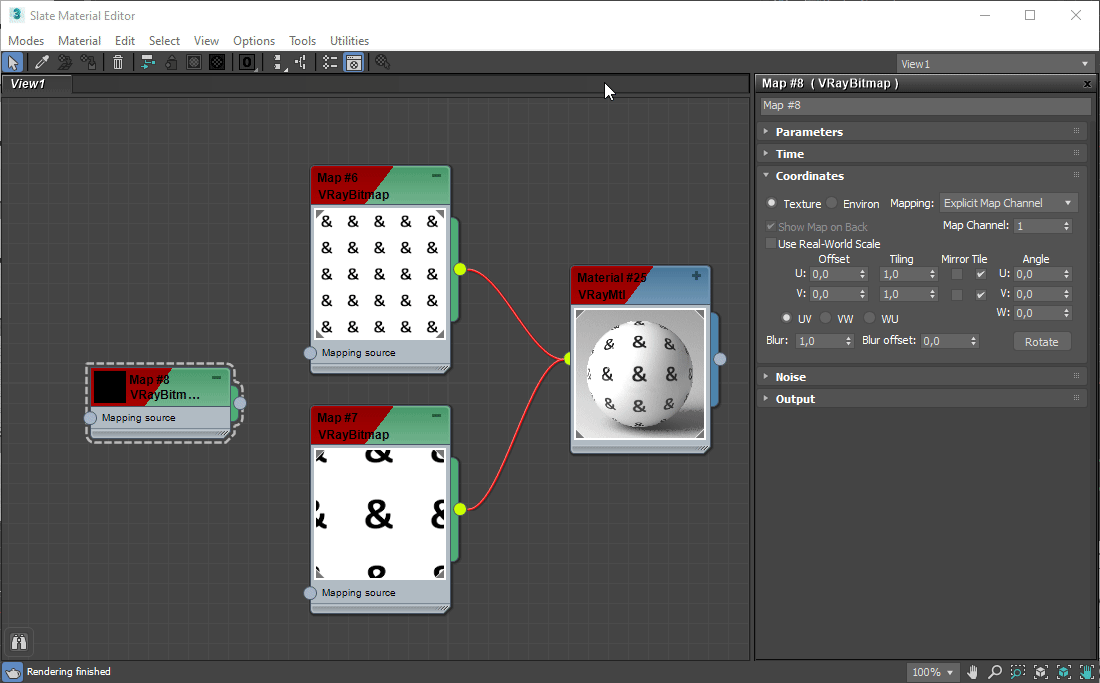 Slate Material Editor
Modes Material Edit Select View Options Tools Utilities
0
View1
View1
Map #8 ( VRayBitmap )
x
Map #8
Parameters
Time
Coordinates
Texture Environ Mapping: Explicit Map Channel
Show Map on Back Map Channel: 1
Use Real-World Scale
Offset Tiling Mirror Tile Angle
U: 0,0 1,0 U: 0,0
V: 0,0 1,0 V: 0,0
W: 0,0
UV VW WU
Blur: 1,0 Blur offset: 0,0 Rotate
Noise
Output
Map #6
VRayBitmap
& & & & &
& & & & &
& & & & &
& & & & &
& & & & &
Mapping source
Map #8
VRayBitm...
Mapping source
Map #7
VRayBitmap
& & &
& & &
& &
Mapping source
Material #25
VRayMtl
&
& & &
& & & & &
& & &
&
Rendering finished
100%